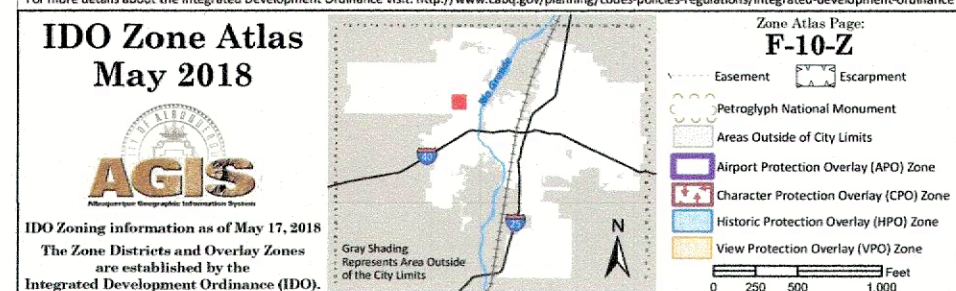 For more details about the Integrated Development Ordinance visit: http://www.cabq.gov/planning/codes-policies-regulations/integrated-development-ordinance
IDO Zone Atlas
May 2018
CITY OF ALBUQUERQUE
AGIS
Albuquerque Geographic Information System
IDO Zoning information as of May 17, 2018
The Zone Districts and Overlay Zones
are established by the
Integrated Development Ordinance (IDO).
Rio Grande
40
25
Gray Shading
Represents Area Outside
of the City Limits
N
Zone Atlas Page:
F-10-Z
Easement
Escarpment
Petroglyph National Monument
Areas Outside of City Limits
Airport Protection Overlay (APO) Zone
Character Protection Overlay (CPO) Zone
Historic Protection Overlay (HPO) Zone
View Protection Overlay (VPO) Zone
Feet
0 250 500 1,000